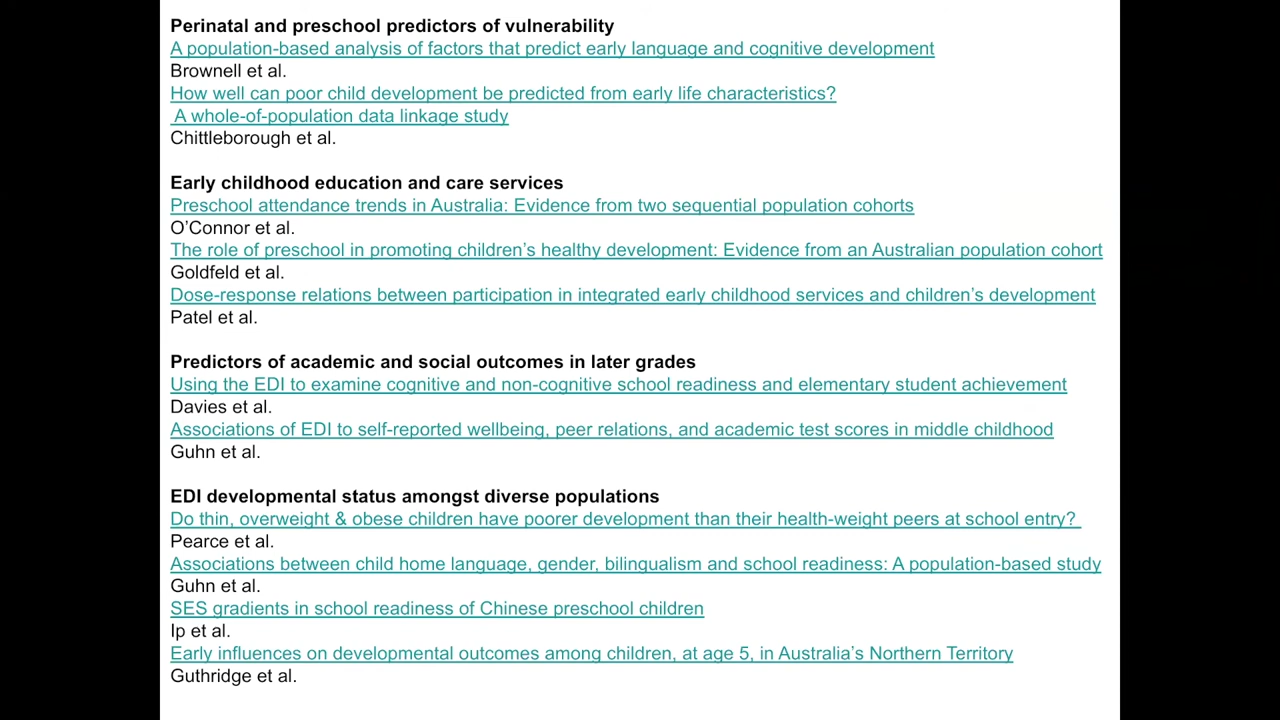 Perinatal and preschool predictors of vulnerability
A population-based analysis of factors that predict early language and cognitive development
Brownell et al.
How well can poor child development be predicted from early life characteristics?
A whole-of-population data linkage study
Chittleborough et al.
Early childhood education and care services
Preschool attendance trends in Australia: Evidence from two sequential population cohorts
O’Connor et al.
The role of preschool in promoting children’s healthy development: Evidence from an Australian population cohort
Goldfeld et al.
Dose-response relations between participation in integrated early childhood services and children’s development
Patel et al.
Predictors of academic and social outcomes in later grades
Using the EDI to examine cognitive and non-cognitive school readiness and elementary student achievement
Davies et al.
Associations of EDI to self-reported wellbeing, peer relations, and academic test scores in middle childhood
Guhn et al.
EDI developmental status amongst diverse populations
Do thin, overweight & obese children have poorer development than their health-weight peers at school entry?
Pearce et al.
Associations between child home language, gender, bilingualism and school readiness: A population-based study
Guhn et al.
SES gradients in school readiness of Chinese preschool children
Ip et al.
Early influences on developmental outcomes among children, at age 5, in Australia’s Northern Territory
Guthridge et al.